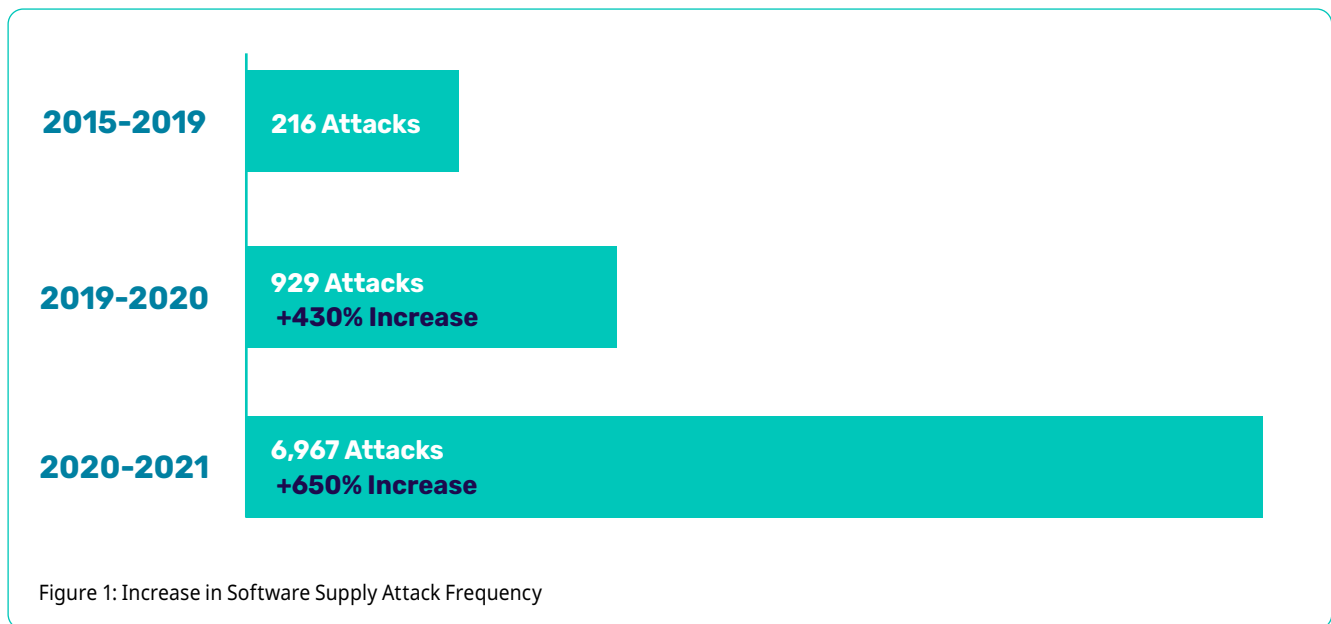 2015-2019
216 Attacks
2019-2020
929 Attacks
+430% Increase
2020-2021
6,967 Attacks
+650% Increase
Figure 1: Increase in Software Supply Attack Frequency